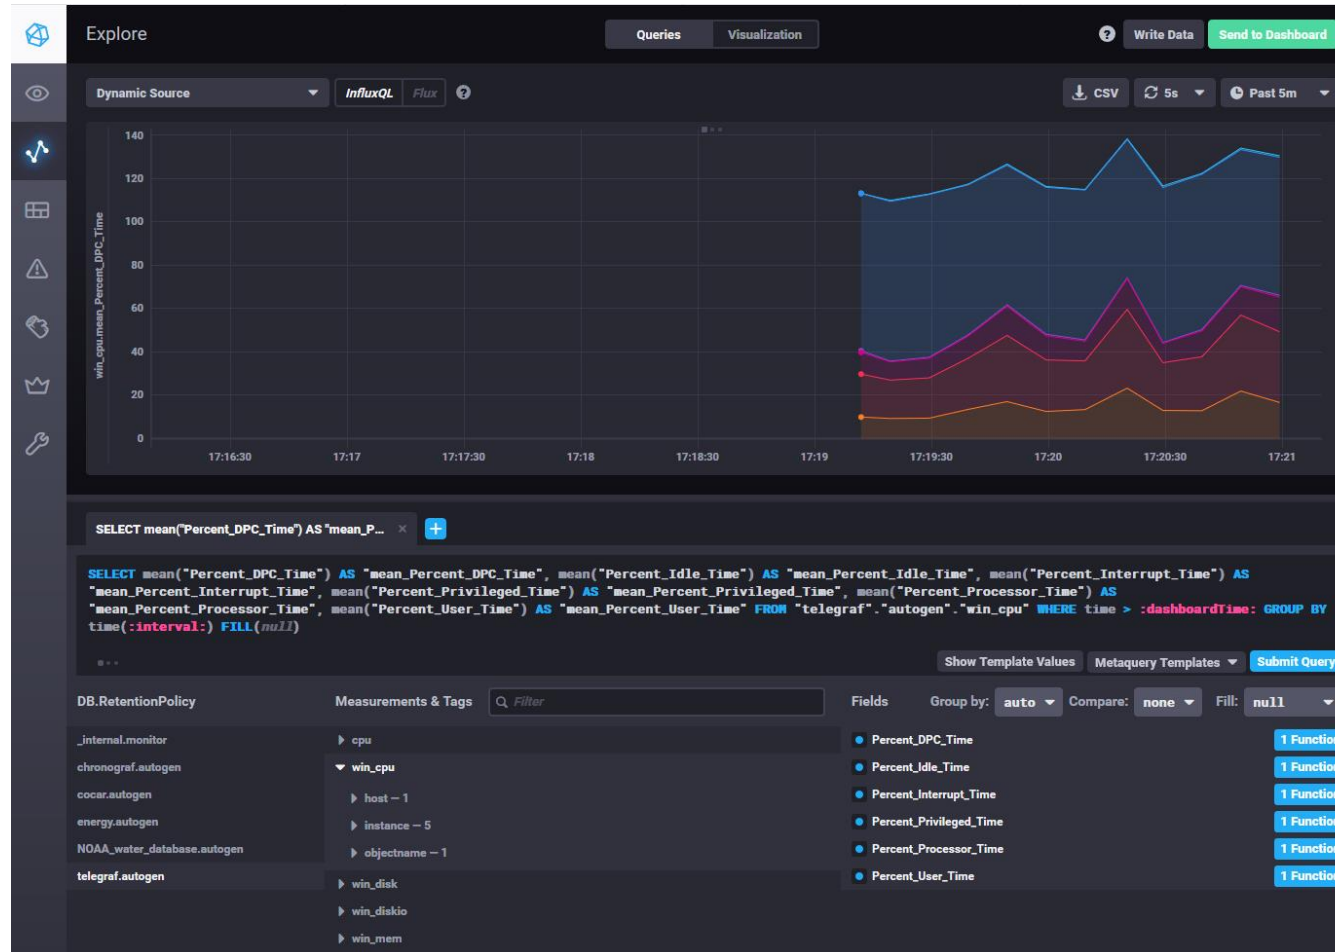 Explore
Queries Visualization
Write Data Send to Dashboard
Dynamic Source InfluxQL Flux
CSV 5s Past 5m
win_cpu.mean_Percent_DPC_Time
140
120
100
80
60
40
20
0
17:16:30 17:17 17:17:30 17:18 17:18:30 17:19 17:19:30 17:20 17:20:30 17:21
SELECT mean("Percent_DPC_Time") AS "mean_P...
SELECT mean("Percent_DPC_Time") AS "mean_Percent_DPC_Time", mean("Percent_Idle_Time") AS "mean_Percent_Idle_Time", mean("Percent_Interrupt_Time") AS
"mean_Percent_Interrupt_Time", mean("Percent_Privileged_Time") AS "mean_Percent_Privileged_Time", mean("Percent_Processor_Time") AS
"mean_Percent_Processor_Time", mean("Percent_User_Time") AS "mean_Percent_User_Time" FROM "telegraf"."autogen"."win_cpu" WHERE time > :dashboardTime: GROUP BY
time(:interval:) FILL(null)
Show Template Values Metaquery Templates Submit Query
DB.RetentionPolicy Measurements & Tags Filter Fields Group by: auto Compare: none Fill: null
_internal.monitor
chronograf.autogen
cocar.autogen
energy.autogen
NOAA_water_database.autogen
telegraf.autogen
cpu
win_cpu
host — 1
instance — 5
objectname — 1
win_disk
win_diskio
win_mem
Percent_DPC_Time 1 Function
Percent_Idle_Time 1 Function
Percent_Interrupt_Time 1 Function
Percent_Privileged_Time 1 Function
Percent_Processor_Time 1 Function
Percent_User_Time 1 Function